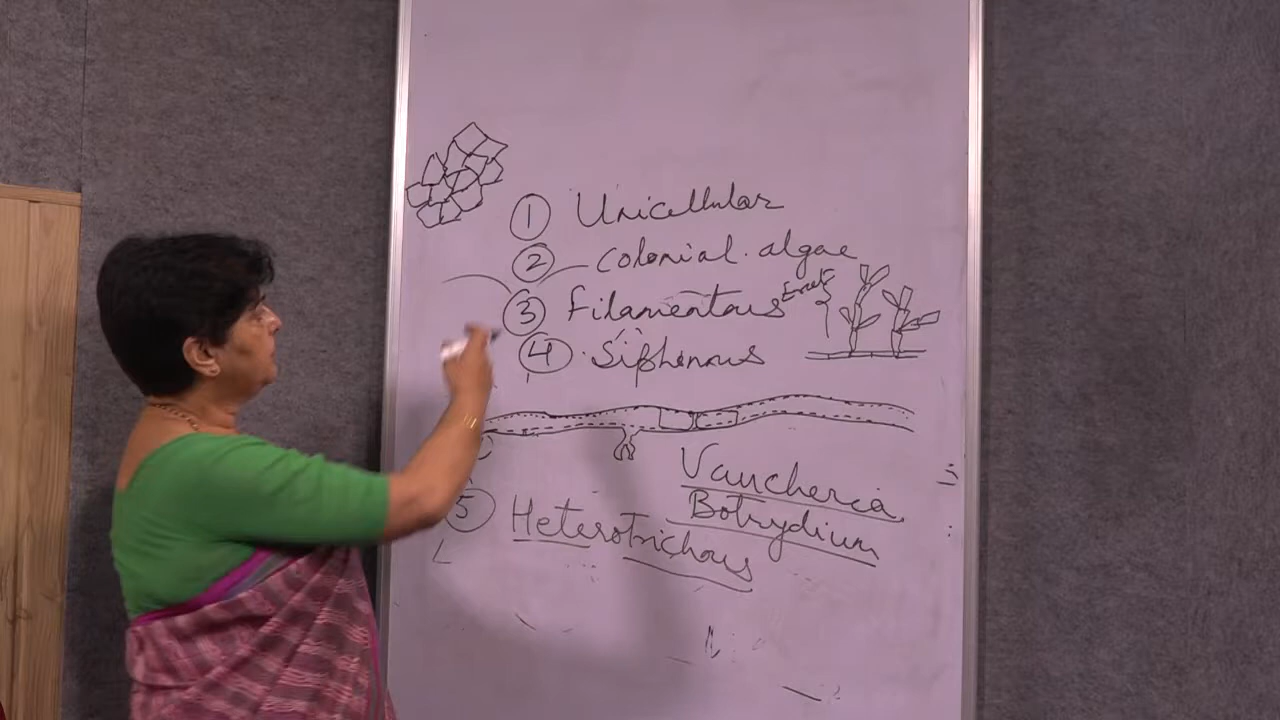 1 Unicellular
2 Colonial algae
3 Filamentous Erect
4 Siphonous
Vaucheria
Botrydium
5 Heterotrichous